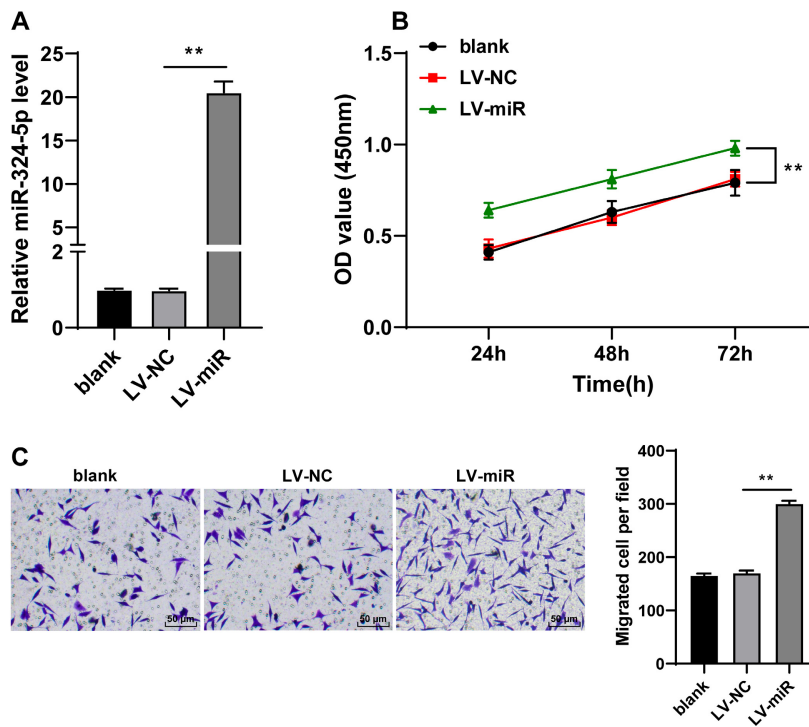 A
Relative miR-324-5p level
25
20
15
10
5
2
0
**
blank
LV-NC
LV-miR
B
OD value (450nm)
1.5
1.0
0.5
0.0
blank
LV-NC
LV-miR
**
24h
48h
72h
Time(h)
C
blank
LV-NC
LV-miR
50 μm
50 μm
50 μm
Migrated cell per field
400
300
200
100
0
**
blank
LV-NC
LV-miR